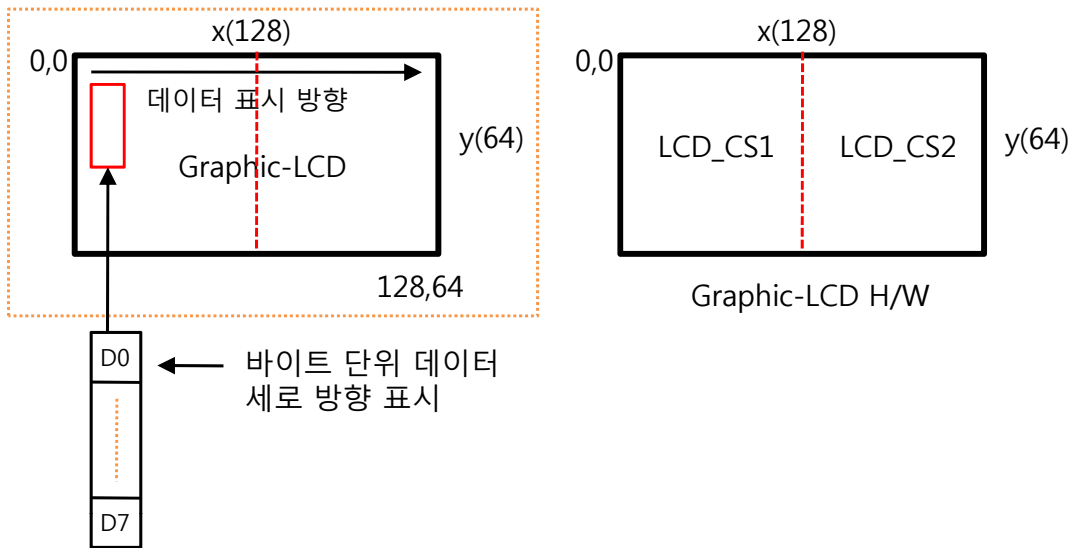 x(128)
0,0
데이터 표시 방향
y(64)
Graphic-LCD
128,64
D0
바이트 단위 데이터
세로 방향 표시
D7
x(128)
0,0
LCD_CS1
LCD_CS2
y(64)
Graphic-LCD H/W